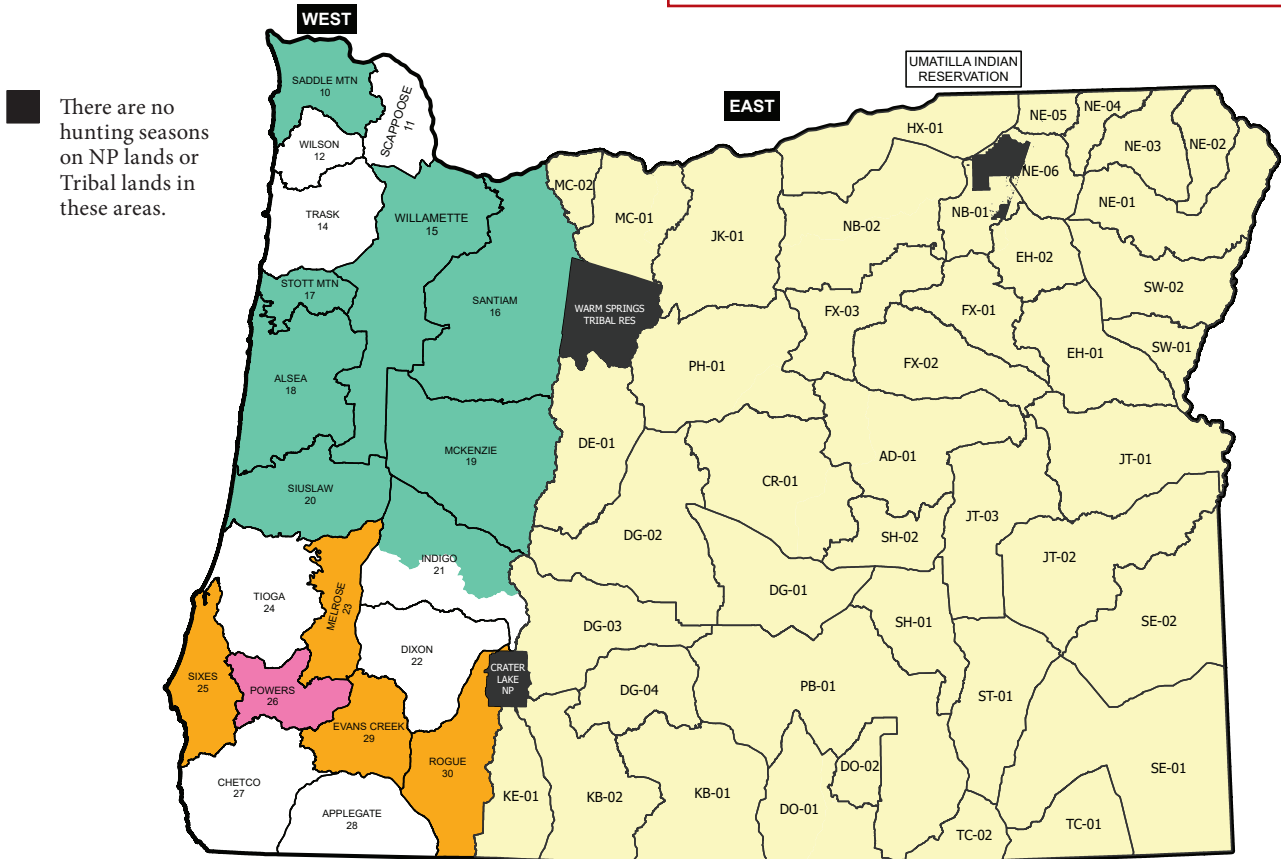 WEST
UMATILLA INDIAN
RESERVATION
EAST
There are no
hunting seasons
on NP lands or
Tribal lands in
these areas.
SADDLE MTN
10
SCAPPOOSE
11
WILSON
12
TRASK
14
WILLAMETTE
15
STOTT MTN
17
SANTIAM
16
ALSEA
18
MCKENZIE
19
SIUSLAW
20
INDIGO
21
TIOGA
24
MELROSE
23
DIXON
22
SIXES
25
POWERS
26
EVANS CREEK
29
ROGUE
30
CHETCO
27
APPLEGATE
28
CRATER
LAKE
NP
WARM SPRINGS
TRIBAL RES
HX-01
NE-05
NE-04
NE-03
NE-02
NE-06
NE-01
MC-02
MC-01
JK-01
NB-02
NB-01
EH-02
SW-02
FX-03
FX-01
SW-01
PH-01
FX-02
EH-01
DE-01
AD-01
JT-01
CR-01
JT-03
DG-02
SH-02
JT-02
DG-01
DG-03
SH-01
SE-02
DG-04
PB-01
ST-01
DO-02
KE-01
KB-02
KB-01
DO-01
SE-01
TC-02
TC-01